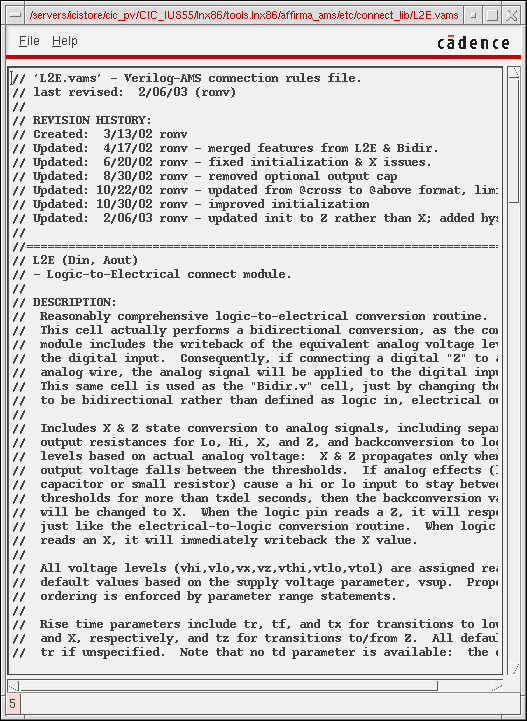 /servers/icistore/cic_pv/CIC_IUS55/lnx86/tools.lnx86/affirma_ams/etc/connect_lib/L2E.vams
File Help
cādence
// 'L2E.vams' - Verilog-AMS connection rules file.
// last revised:  2/06/03 (ronv)
//
// REVISION HISTORY:
// Created:  3/13/02 ronv
// Updated:  4/17/02 ronv - merged features from L2E & Bidir.
// Updated:  6/20/02 ronv - fixed initialization & X issues.
// Updated:  8/30/02 ronv - removed optional output cap
// Updated: 10/22/02 ronv - updated from @cross to @above format, lim
// Updated: 10/30/02 ronv - improved initialization
// Updated:  2/06/03 ronv - updated init to Z rather than X; added hys
//
//================================================================
// L2E (Din, Aout)
// - Logic-to-Electrical connect module.
//
// DESCRIPTION:
//  Reasonably comprehensive logic-to-electrical conversion routine.
//  This cell actually performs a bidirectional conversion, as the con
//  module includes the writeback of the equivalent analog voltage lev
//  the digital input.  Consequently, if connecting a digital "Z" to a
//  analog wire, the analog signal will be applied to the digital inpu
//  This same cell is used as the "Bidir.v" cell, just by changing the
//  to be bidirectional rather than defined as logic in, electrical ou
//
//  Includes X & Z state conversion to analog signals, including separ
//  output resistances for Lo, Hi, X, and Z, and backconversion to log
//  levels based on actual analog voltage:  X & Z propagates only when
//  output voltage falls between the thresholds.  If analog effects (l
//  capacitor or small resistor) cause a hi or lo input to stay betwee
//  thresholds for more than txdel seconds, then the backconversion va
//  will be changed to X.  When the logic pin reads a Z, it will respo
//  just like the electrical-to-logic conversion routine.  When logic
//  reads an X, it will immediately writeback the X value.
//
//  All voltage levels (vhi,vlo,vx,vz,vthi,vtlo,vtol) are assigned rea
//  default values based on the supply voltage parameter, vsup.  Prope
//  ordering is enforced by parameter range statements.
//
//  Rise time parameters include tr, tf, and tx for transitions to low
//  and X, respectively, and tz for transitions to/from Z.  All defaul
//  tr if unspecified.  Note that no td parameter is available:  the d
5